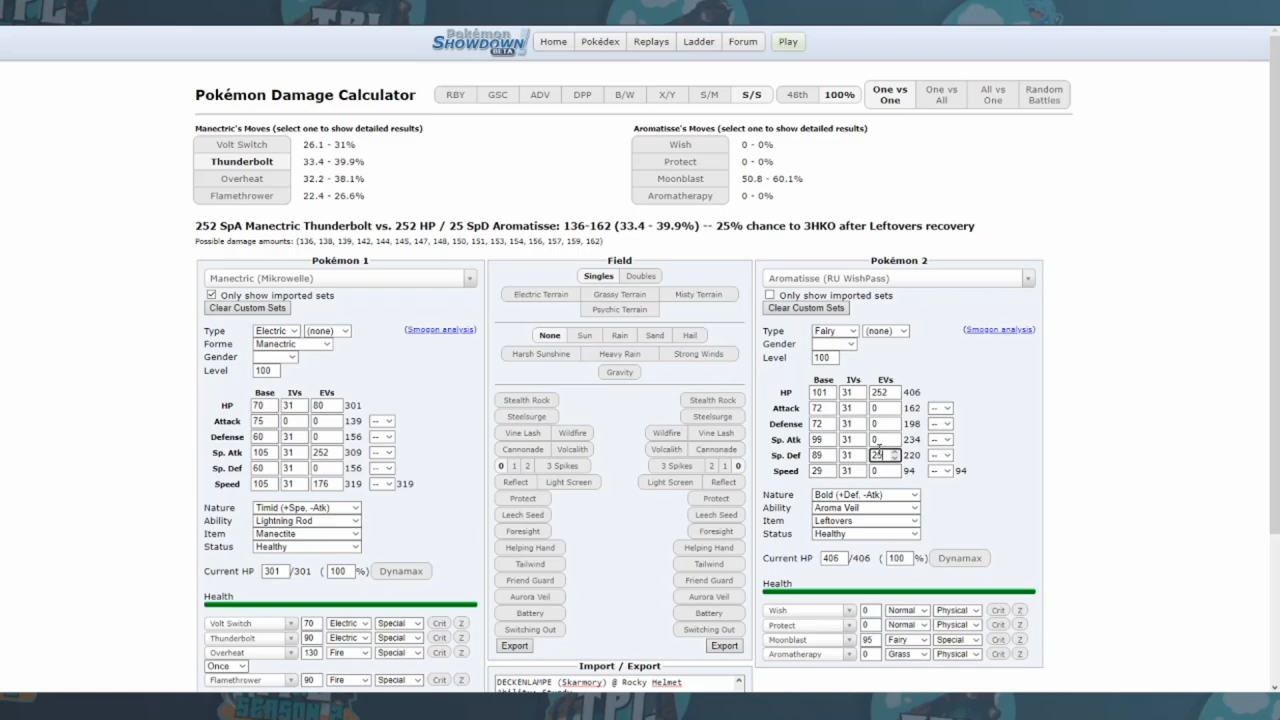 Pokémon
SHOWDOWN!
BETA
Home Pokédex Replays Ladder Forum Play
Pokémon Damage Calculator
RBY GSC ADV DPP B/W X/Y S/M S/S 48th 100%
One vs One
One vs All
All vs One
Random Battles
Manectric's Moves (select one to show detailed results)
Volt Switch 26.1 - 31%
Thunderbolt 33.4 - 39.9%
Overheat 32.2 - 38.1%
Flamethrower 22.4 - 26.6%
Aromatisse's Moves (select one to show detailed results)
Wish 0 - 0%
Protect 0 - 0%
Moonblast 50.8 - 60.1%
Aromatherapy 0 - 0%
252 SpA Manectric Thunderbolt vs. 252 HP / 25 SpD Aromatisse: 136-162 (33.4 - 39.9%) -- 25% chance to 3HKO after Leftovers recovery
Possible damage amounts: (136, 138, 139, 142, 144, 145, 147, 148, 150, 151, 153, 154, 156, 157, 159, 162)
Pokémon 1
Manectric (Mikrowelle)
Only show imported sets
Clear Custom Sets
Type Electric (none) (Smogon analysis)
Forme Manectric
Gender
Level 100
Base IVs EVs
HP 70 31 80 301
Attack 75 0 0 139 --
Defense 60 31 0 156 --
Sp. Atk 105 31 252 309 --
Sp. Def 60 31 0 156 --
Speed 105 31 176 319 -- 319
Nature Timid (+Spe, -Atk)
Ability Lightning Rod
Item Manectite
Status Healthy
Current HP 301 /301 ( 100 %) Dynamax
Health
Volt Switch 70 Electric Special Crit Z
Thunderbolt 90 Electric Special Crit Z
Overheat 130 Fire Special Crit Z
Once
Flamethrower 90 Fire Special Crit Z
Field
Singles Doubles
Electric Terrain Grassy Terrain Misty Terrain
Psychic Terrain
None Sun Rain Sand Hail
Harsh Sunshine Heavy Rain Strong Winds
Gravity
Stealth Rock Stealth Rock
Steelsurge Steelsurge
Vine Lash Wildfire Wildfire Vine Lash
Cannonade Volcalith Volcalith Cannonade
0 1 2 3 Spikes 3 Spikes 2 1 0
Reflect Light Screen Light Screen Reflect
Protect Protect
Leech Seed Leech Seed
Foresight Foresight
Helping Hand Helping Hand
Tailwind Tailwind
Friend Guard Friend Guard
Aurora Veil Aurora Veil
Battery Battery
Switching Out Switching Out
Export Export
Import / Export
DECKENLAMPE (Skarmory) @ Rocky Helmet
Pokémon 2
Aromatisse (RU WishPass)
Only show imported sets
Clear Custom Sets
Type Fairy (none) (Smogon analysis)
Gender
Level 100
Base IVs EVs
HP 101 31 252 406
Attack 72 31 0 162 --
Defense 72 31 0 198 --
Sp. Atk 99 31 0 234 --
Sp. Def 89 31 25 220 --
Speed 29 31 0 94 -- 94
Nature Bold (+Def, -Atk)
Ability Aroma Veil
Item Leftovers
Status Healthy
Current HP 406 /406 ( 100 %) Dynamax
Health
Wish 0 Normal Physical Crit Z
Protect 0 Normal Physical Crit Z
Moonblast 95 Fairy Special Crit Z
Aromatherapy 0 Grass Physical Crit Z
TPL
SEASON
TPL